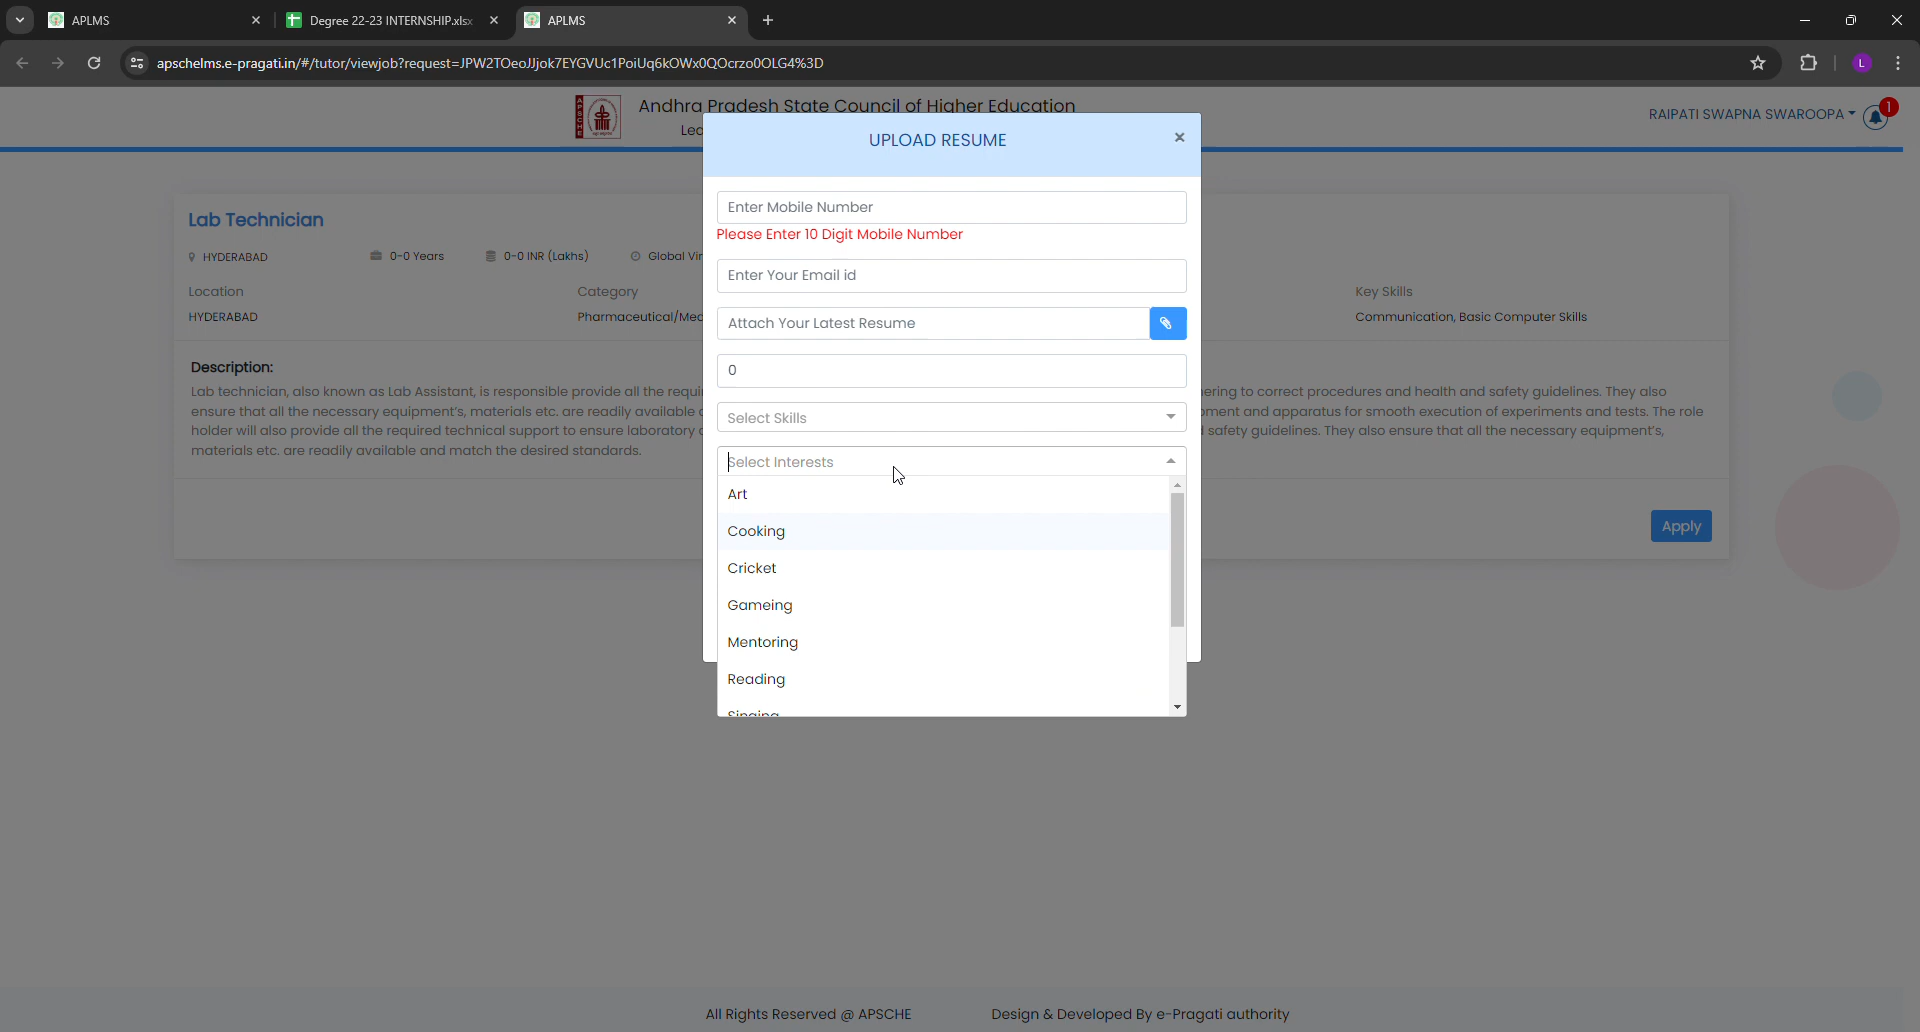 APLMS
Degree 22-23 INTERNSHIP.xlsx
APLMS
apschelms.e-pragati.in/#/tutor/viewjob?request=JPW2TOeoJJjok7EYGVUc1PoiUq6kOWx0QOcrzo0OLG4%3D
L
Andhra Pradesh State Council of Higher Education
Lea
RAIPATI SWAPNA SWAROOPA
1
UPLOAD RESUME
Enter Mobile Number
Please Enter 10 Digit Mobile Number
Enter Your Email id
Attach Your Latest Resume
0
Select Skills
Select Interests
Art
Cooking
Cricket
Gameing
Mentoring
Reading
Singing
Lab Technician
HYDERABAD
0-0 Years
0-0 INR (Lakhs)
Global Vir
Location
Category
Key Skills
HYDERABAD
Pharmaceutical/Med
Communication, Basic Computer Skills
Description:
Lab technician, also known as Lab Assistant, is responsible provide all the requi ering to correct procedures and health and safety guidelines. They also
ensure that all the necessary equipment's, materials etc. are readily available ment and apparatus for smooth execution of experiments and tests. The role
holder will also provide all the required technical support to ensure laboratory safety guidelines. They also ensure that all the necessary equipment's,
materials etc. are readily available and match the desired standards.
Apply
All Rights Reserved @ APSCHE
Design & Developed By e-Pragati authority